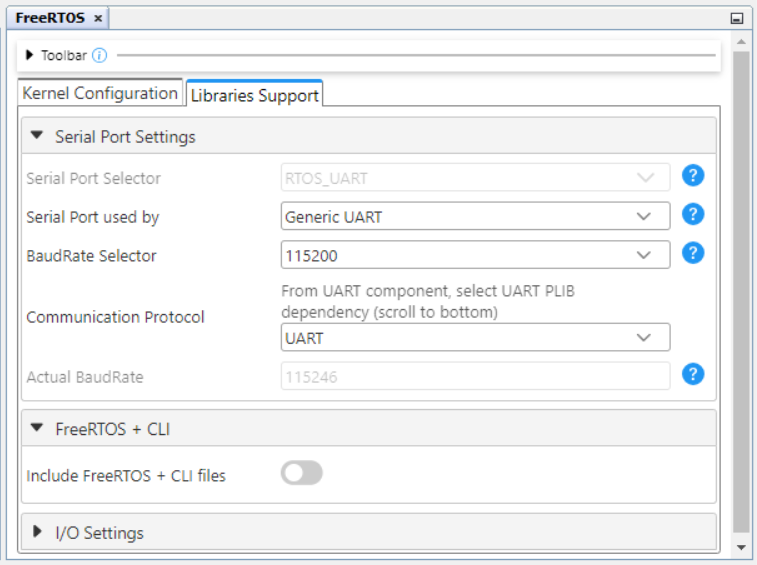 FreeRTOS ×
Toolbar
Kernel Configuration
Libraries Support
Serial Port Settings
Serial Port Selector
RTOS_UART
?
Serial Port used by
Generic UART
?
BaudRate Selector
115200
?
From UART component, select UART PLIB
dependency (scroll to bottom)
Communication Protocol
UART
Actual BaudRate
115246
?
FreeRTOS + CLI
Include FreeRTOS + CLI files
I/O Settings